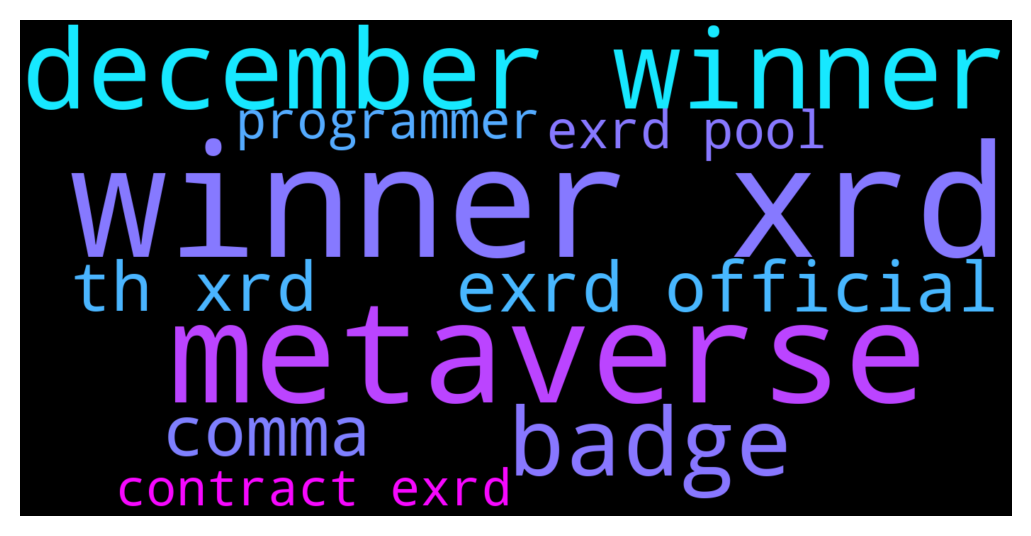 december winner
programmer exrd pool
winner xrd
th xrd exrd official
metaverse
comma badge
contract exrd